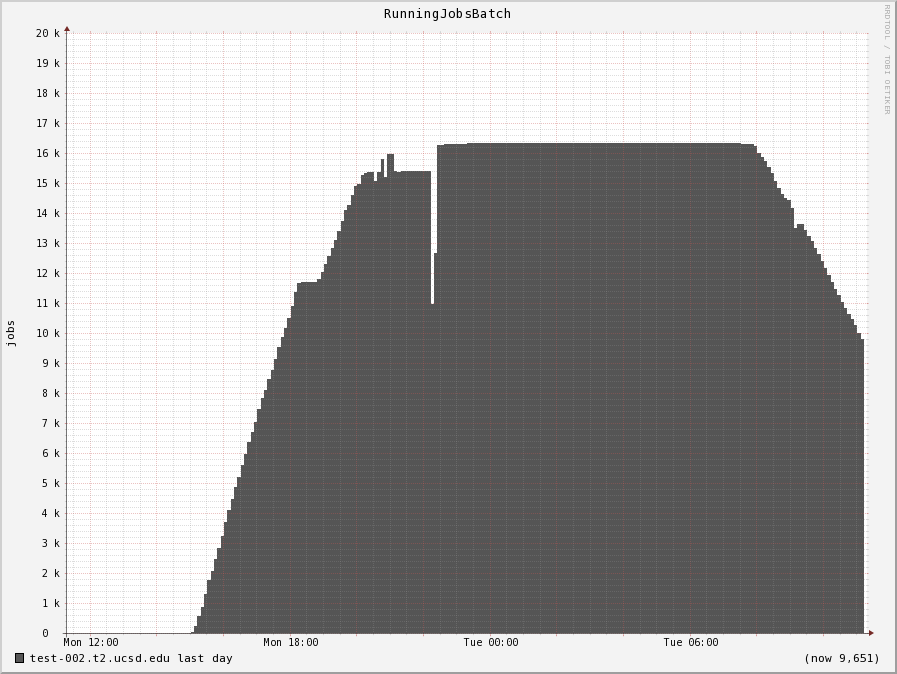 RunningJobsBatch
RRDTOOL / TOBI OETIKER
20 k
19 k
18 k
17 k
16 k
15 k
14 k
13 k
12 k
11 k
10 k
9 k
8 k
7 k
6 k
5 k
4 k
3 k
2 k
1 k
0
jobs
Mon 12:00 Mon 18:00 Tue 00:00 Tue 06:00
test-002.t2.ucsd.edu last day (now 9,651)